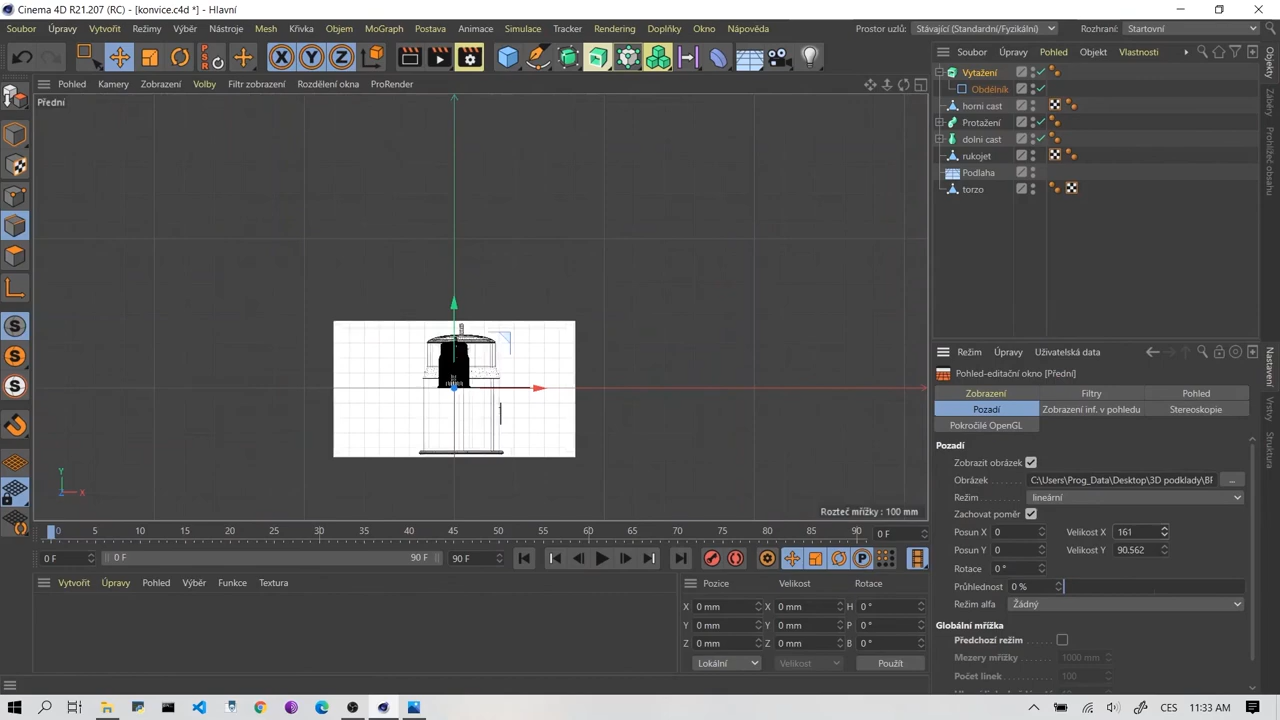 Cinema 4D R21.207 (RC) - [konvice.c4d *] - Hlavní
Soubor Úpravy Vytvořit Režimy Výběr Nástroje Mesh Křivka Objem MoGraph Postava Animace Simulace Tracker Renderling Doplňky Okno Nápověda Prostor uzlů: Stávající (Standardní/Fyzikální) Rozhraní: Startovní
Soubor Úpravy Pohled Objekt Vlastnosti
Pohled Kamery Zobrazení Volby Filtr zobrazení Rozdělení okna ProRender
Přední
Vytažení
Obdélník
horni cast
Protažení
dolni cast
rukojet
Podlaha
torzo
Objekty
Záběry
Prohlížeč obsahu
Režim Úpravy Uživatelská data
Pohled-editační okno [Přední]
Zobrazení Filtry Pohled
Pozadí Zobrazení inf. v pohledu Stereoskopie
Pokročilé OpenGL
Pozadí
Zobrazit obrázek
Obrázek C:\Users\Prog_Data\Desktop\3D podklady\BF ...
Režim lineární
Zachovat poměr
Posun X 0 Velikost X 161
Posun Y 0 Velikost Y 90.562
Rotace 0 °
Průhlednost 0 %
Režim alfa Žádný
Globální mřížka
Předchozí režim
Mezery mřížky 1000 mm
Počet linek 100
Nastavení
Vrstvy
Struktura
Y
Z X
Rozteč mřížky : 100 mm
0 5 10 15 20 25 30 35 40 45 50 55 60 65 70 75 80 85 90 0 F
0 F 0 F 90 F 90 F
Vytvořit Úpravy Pohled Výběr Funkce Textura
Pozice Velikost Rotace
X 0 mm X 0 mm H 0 °
Y 0 mm Y 0 mm P 0 °
Z 0 mm Z 0 mm B 0 °
Lokální Velikost Použít
CES 11:33 AM